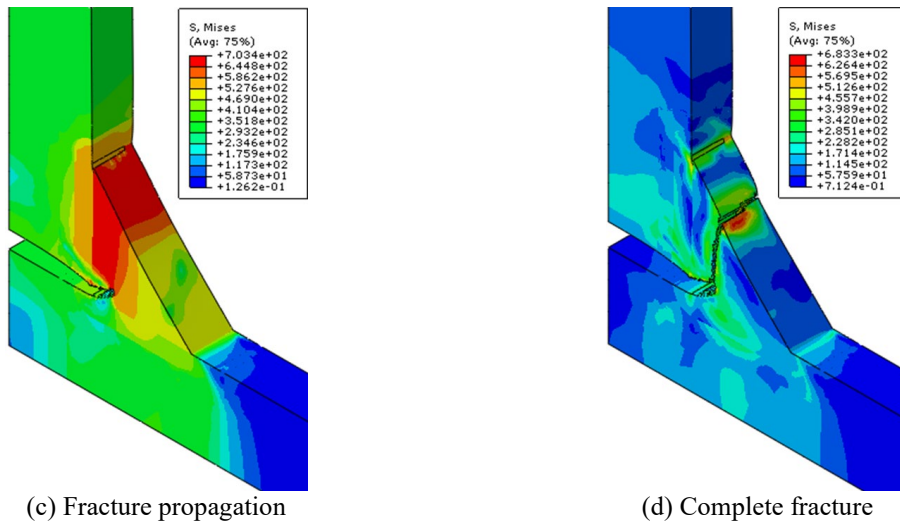 S, Mises
(Avg: 75%)
+7.034e+02
+6.448e+02
+5.862e+02
+5.276e+02
+4.690e+02
+4.104e+02
+3.518e+02
+2.932e+02
+2.346e+02
+1.759e+02
+1.173e+02
+5.873e+01
+1.262e-01
S, Mises
(Avg: 75%)
+6.833e+02
+6.264e+02
+5.695e+02
+5.126e+02
+4.557e+02
+3.989e+02
+3.420e+02
+2.851e+02
+2.282e+02
+1.714e+02
+1.145e+02
+5.759e+01
+7.124e-01
(c) Fracture propagation
(d) Complete fracture